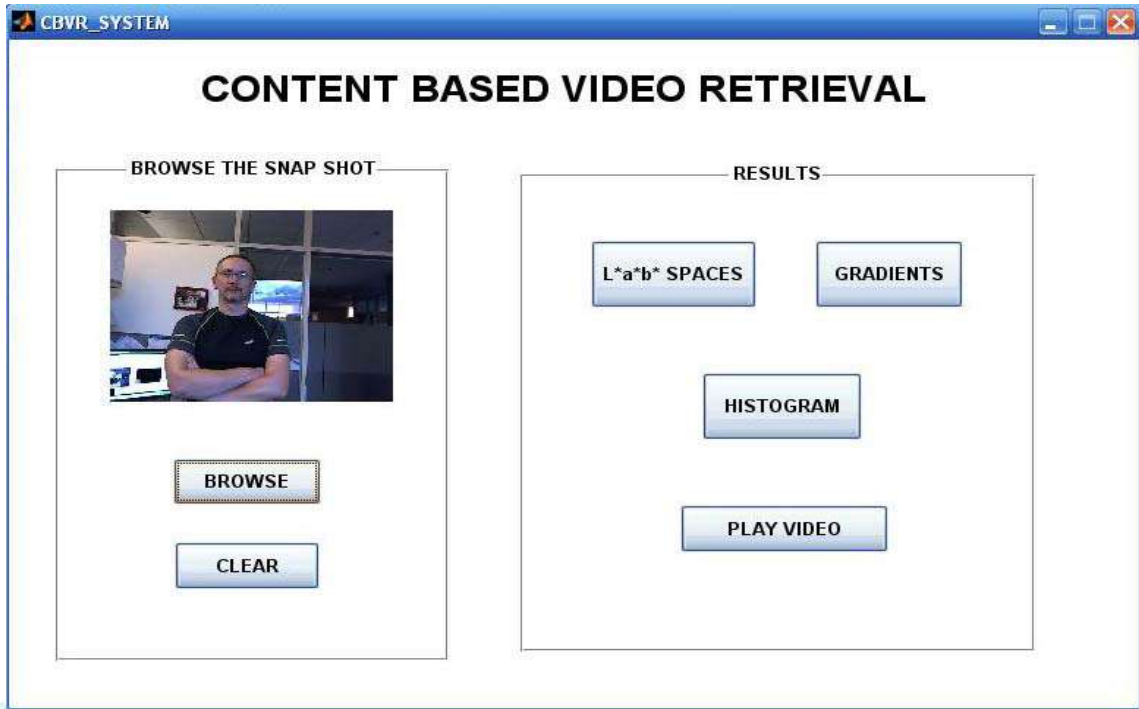 CBVR_SYSTEM
CONTENT BASED VIDEO RETRIEVAL
BROWSE THE SNAP SHOT
BROWSE
CLEAR
RESULTS
L*a*b* SPACES
GRADIENTS
HISTOGRAM
PLAY VIDEO